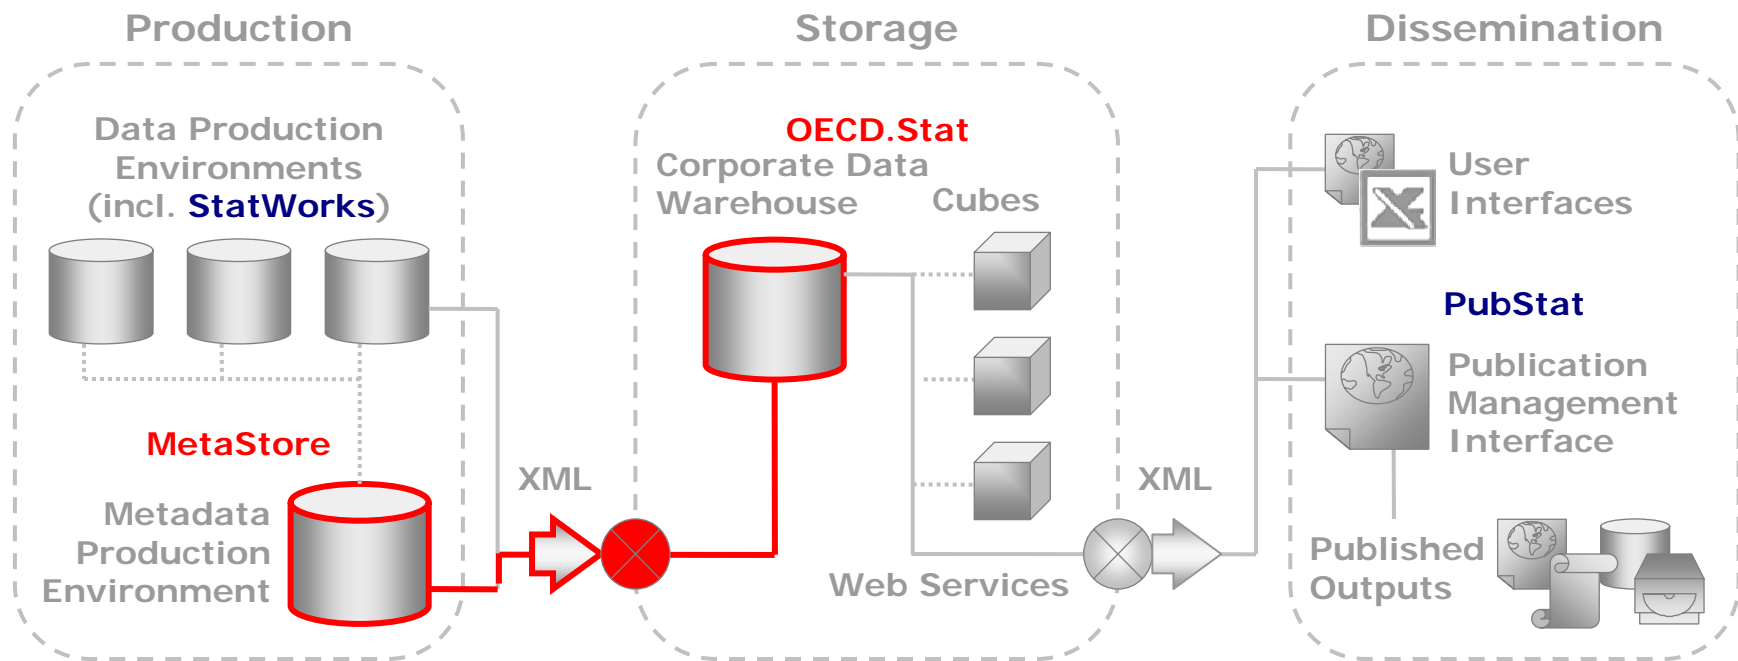 Production
Storage
Dissemination
Data Production
Environments
(incl. StatWorks)
MetaStore
Metadata
Production
Environment
XML
OECD.Stat
Corporate Data
Warehouse
Cubes
Web Services
XML
User
Interfaces
PubStat
Publication
Management
Interface
Published
Outputs